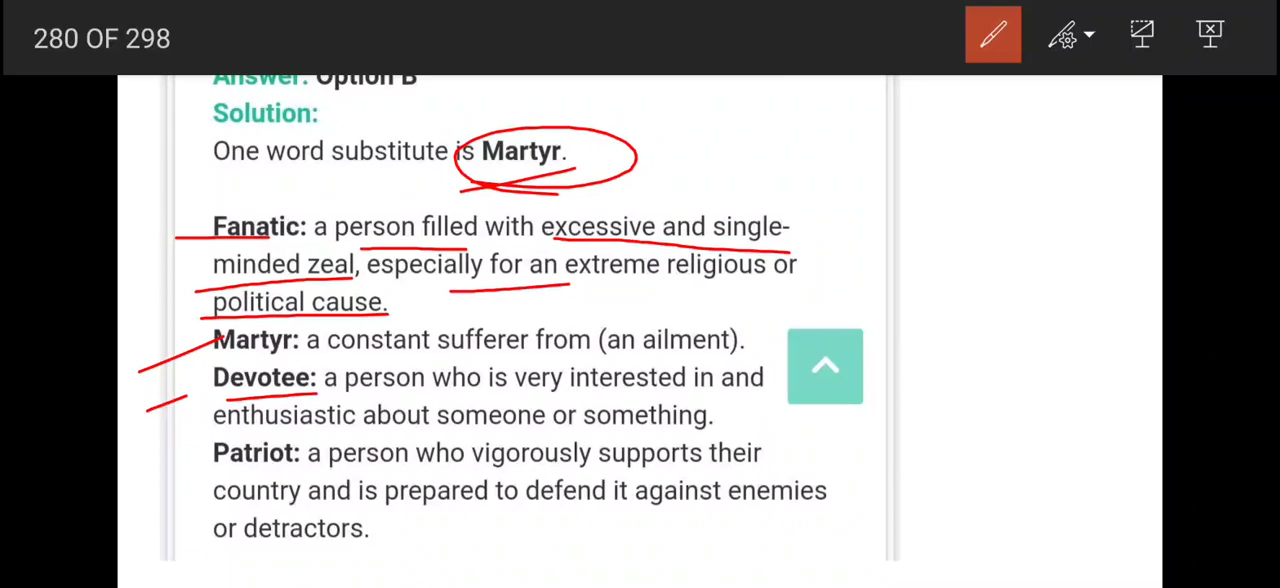 280 OF 298
Answer: Option B
Solution:
One word substitute is Martyr.
Fanatic: a person filled with excessive and single-
minded zeal, especially for an extreme religious or
political cause.
Martyr: a constant sufferer from (an ailment).
Devotee: a person who is very interested in and
enthusiastic about someone or something.
Patriot: a person who vigorously supports their
country and is prepared to defend it against enemies
or detractors.